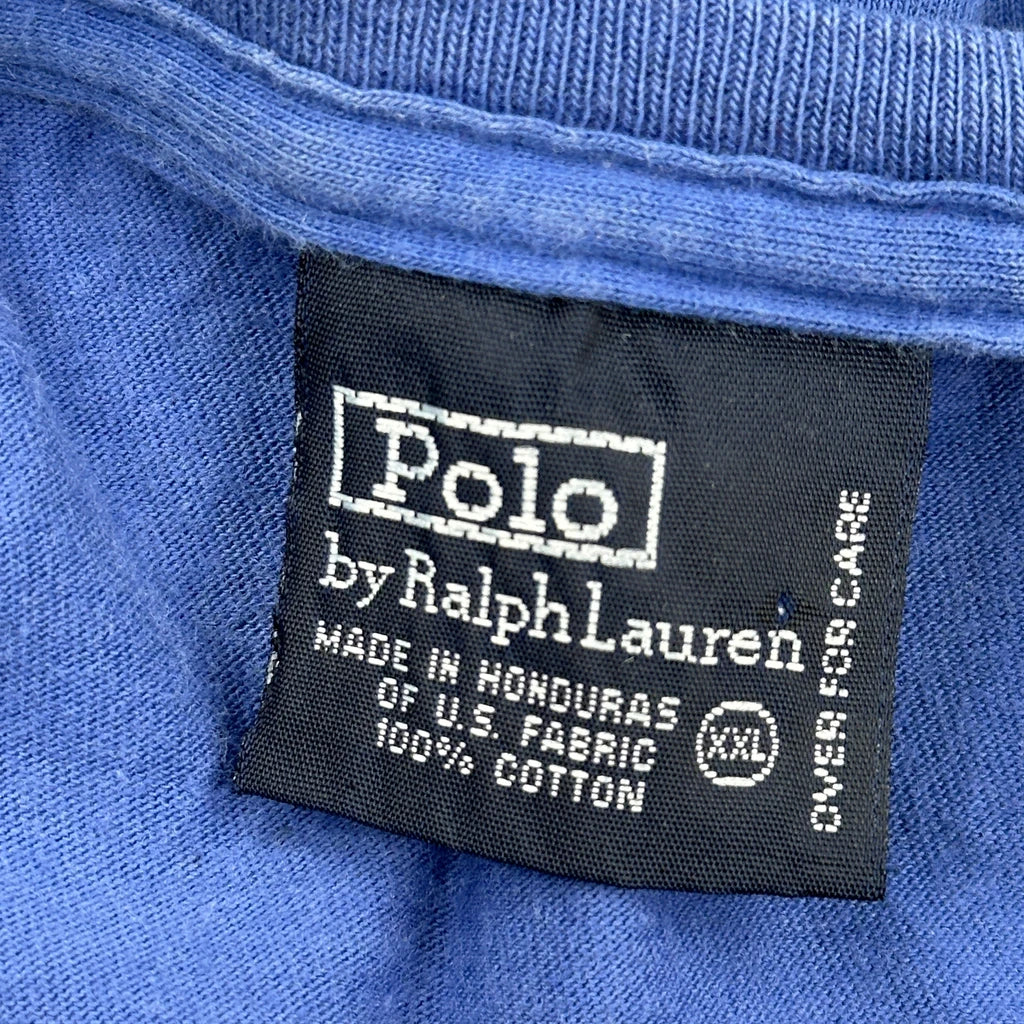 Polo
by Ralph Lauren
MADE IN HONDURAS
OF U.S. FABRIC
100% COTTON
XXL
OVER FOR CARE